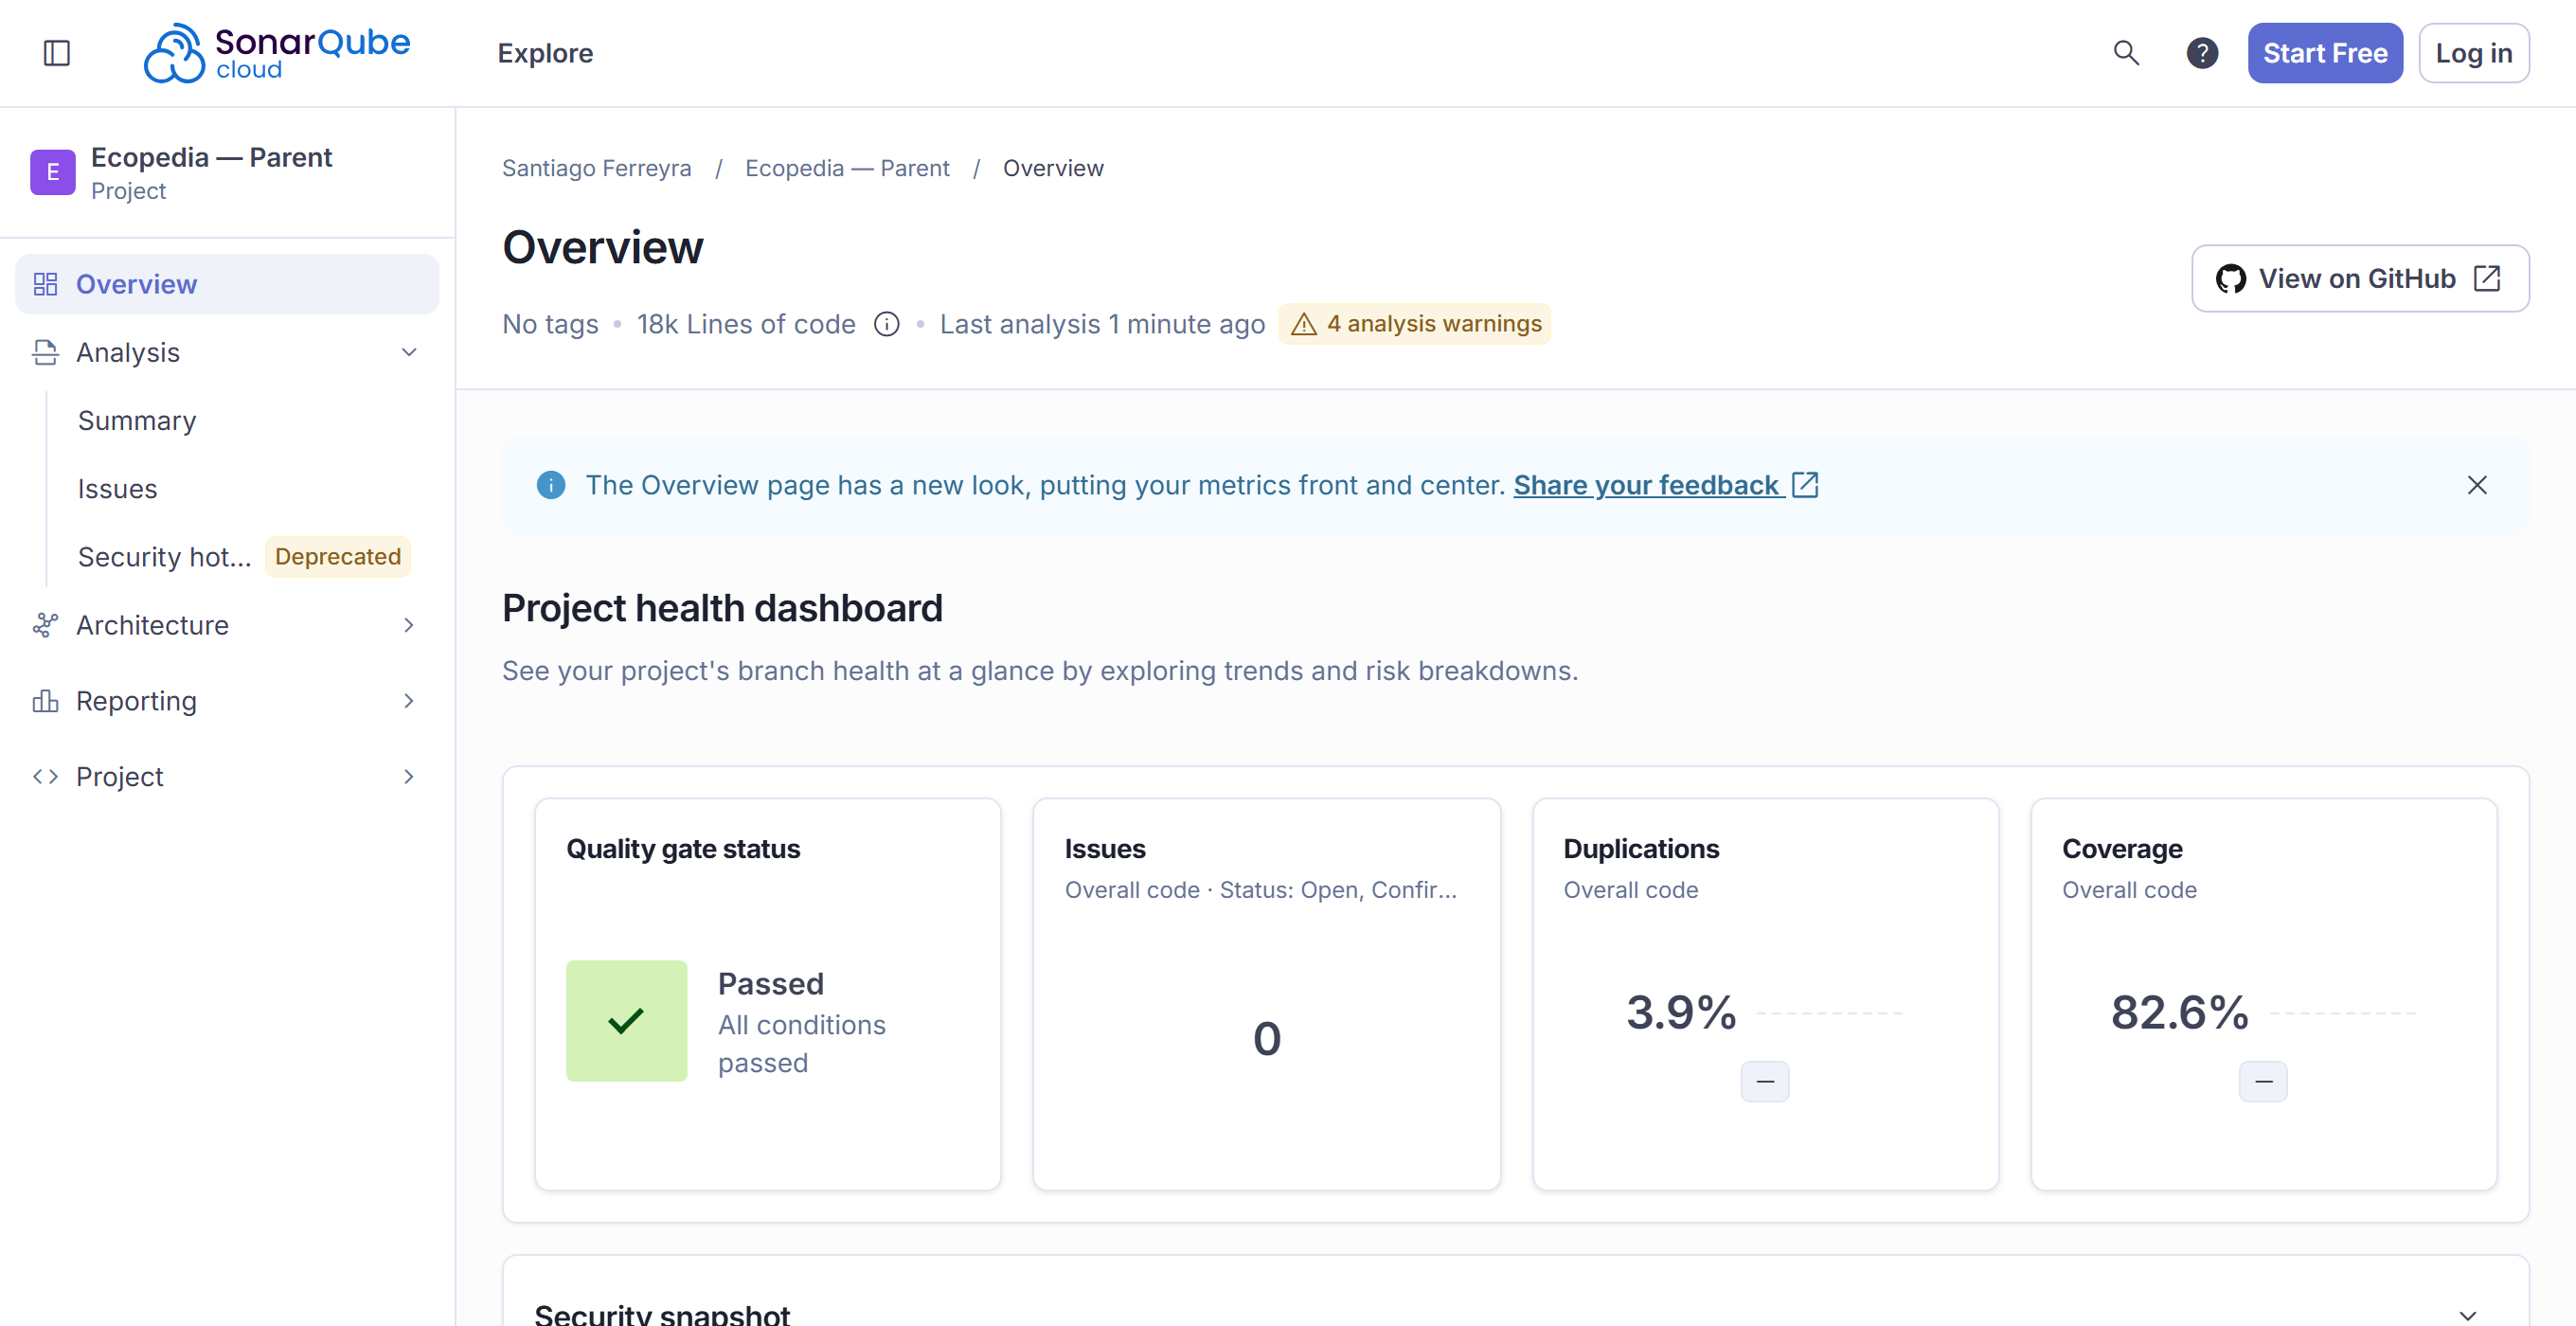 SonarQube cloud
Explore
Start Free
Log in
E
Ecopedia — Parent
Project
Overview
Analysis
Summary
Issues
Security hot...
Deprecated
Architecture
Reporting
Project
Santiago Ferreyra / Ecopedia — Parent / Overview
Overview
No tags • 18k Lines of code • Last analysis 1 minute ago
4 analysis warnings
View on GitHub
The Overview page has a new look, putting your metrics front and center. Share your feedback
Project health dashboard
See your project's branch health at a glance by exploring trends and risk breakdowns.
Quality gate status
Passed
All conditions
passed
Issues
Overall code · Status: Open, Confir...
0
Duplications
Overall code
3.9%
—
Coverage
Overall code
82.6%
—
Security snapshot